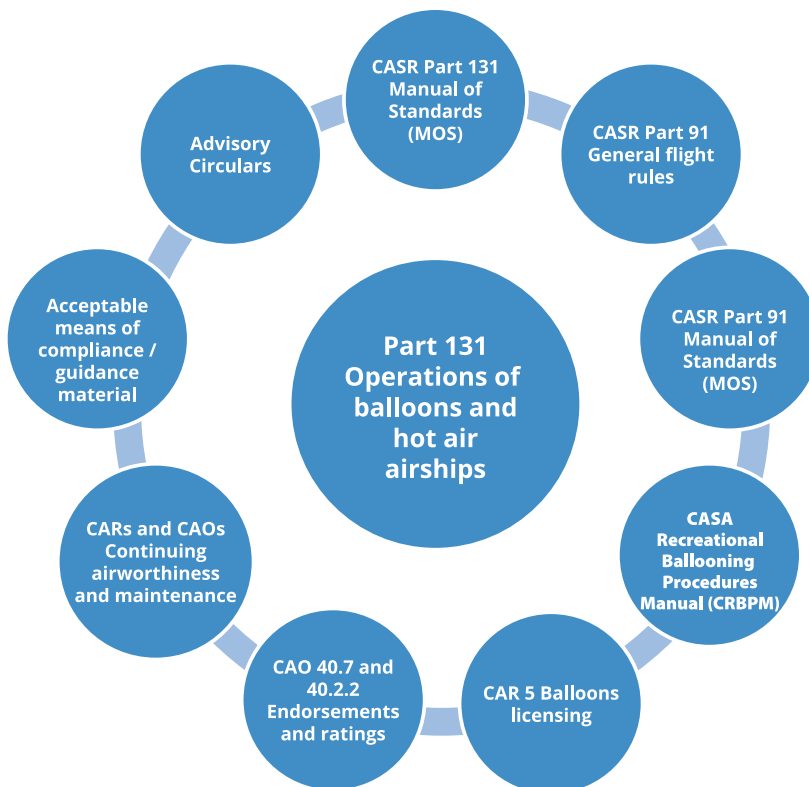 CASR Part 131
Manual of
Standards
(MOS)
CASR Part 91
General flight
rules
CASR Part 91
Manual of
Standards
(MOS)
CASA
Recreational
Ballooning
Procedures
Manual (CRBPM)
CAR 5 Balloons
licensing
CAO 40.7 and
40.2.2
Endorsements
and ratings
CARs and CAOs
Continuing
airworthiness
and maintenance
Acceptable
means of
compliance /
guidance
material
Advisory
Circulars
Part 131
Operations of
balloons and
hot air
airships